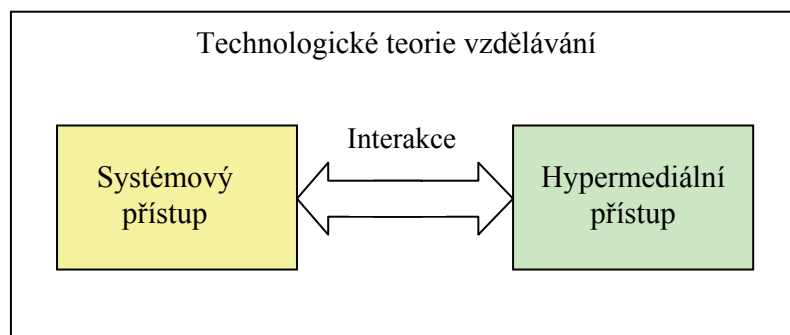 Technologické teorie vzdělávání
Interakce
Systémový
přístup
Hypermediální
přístup